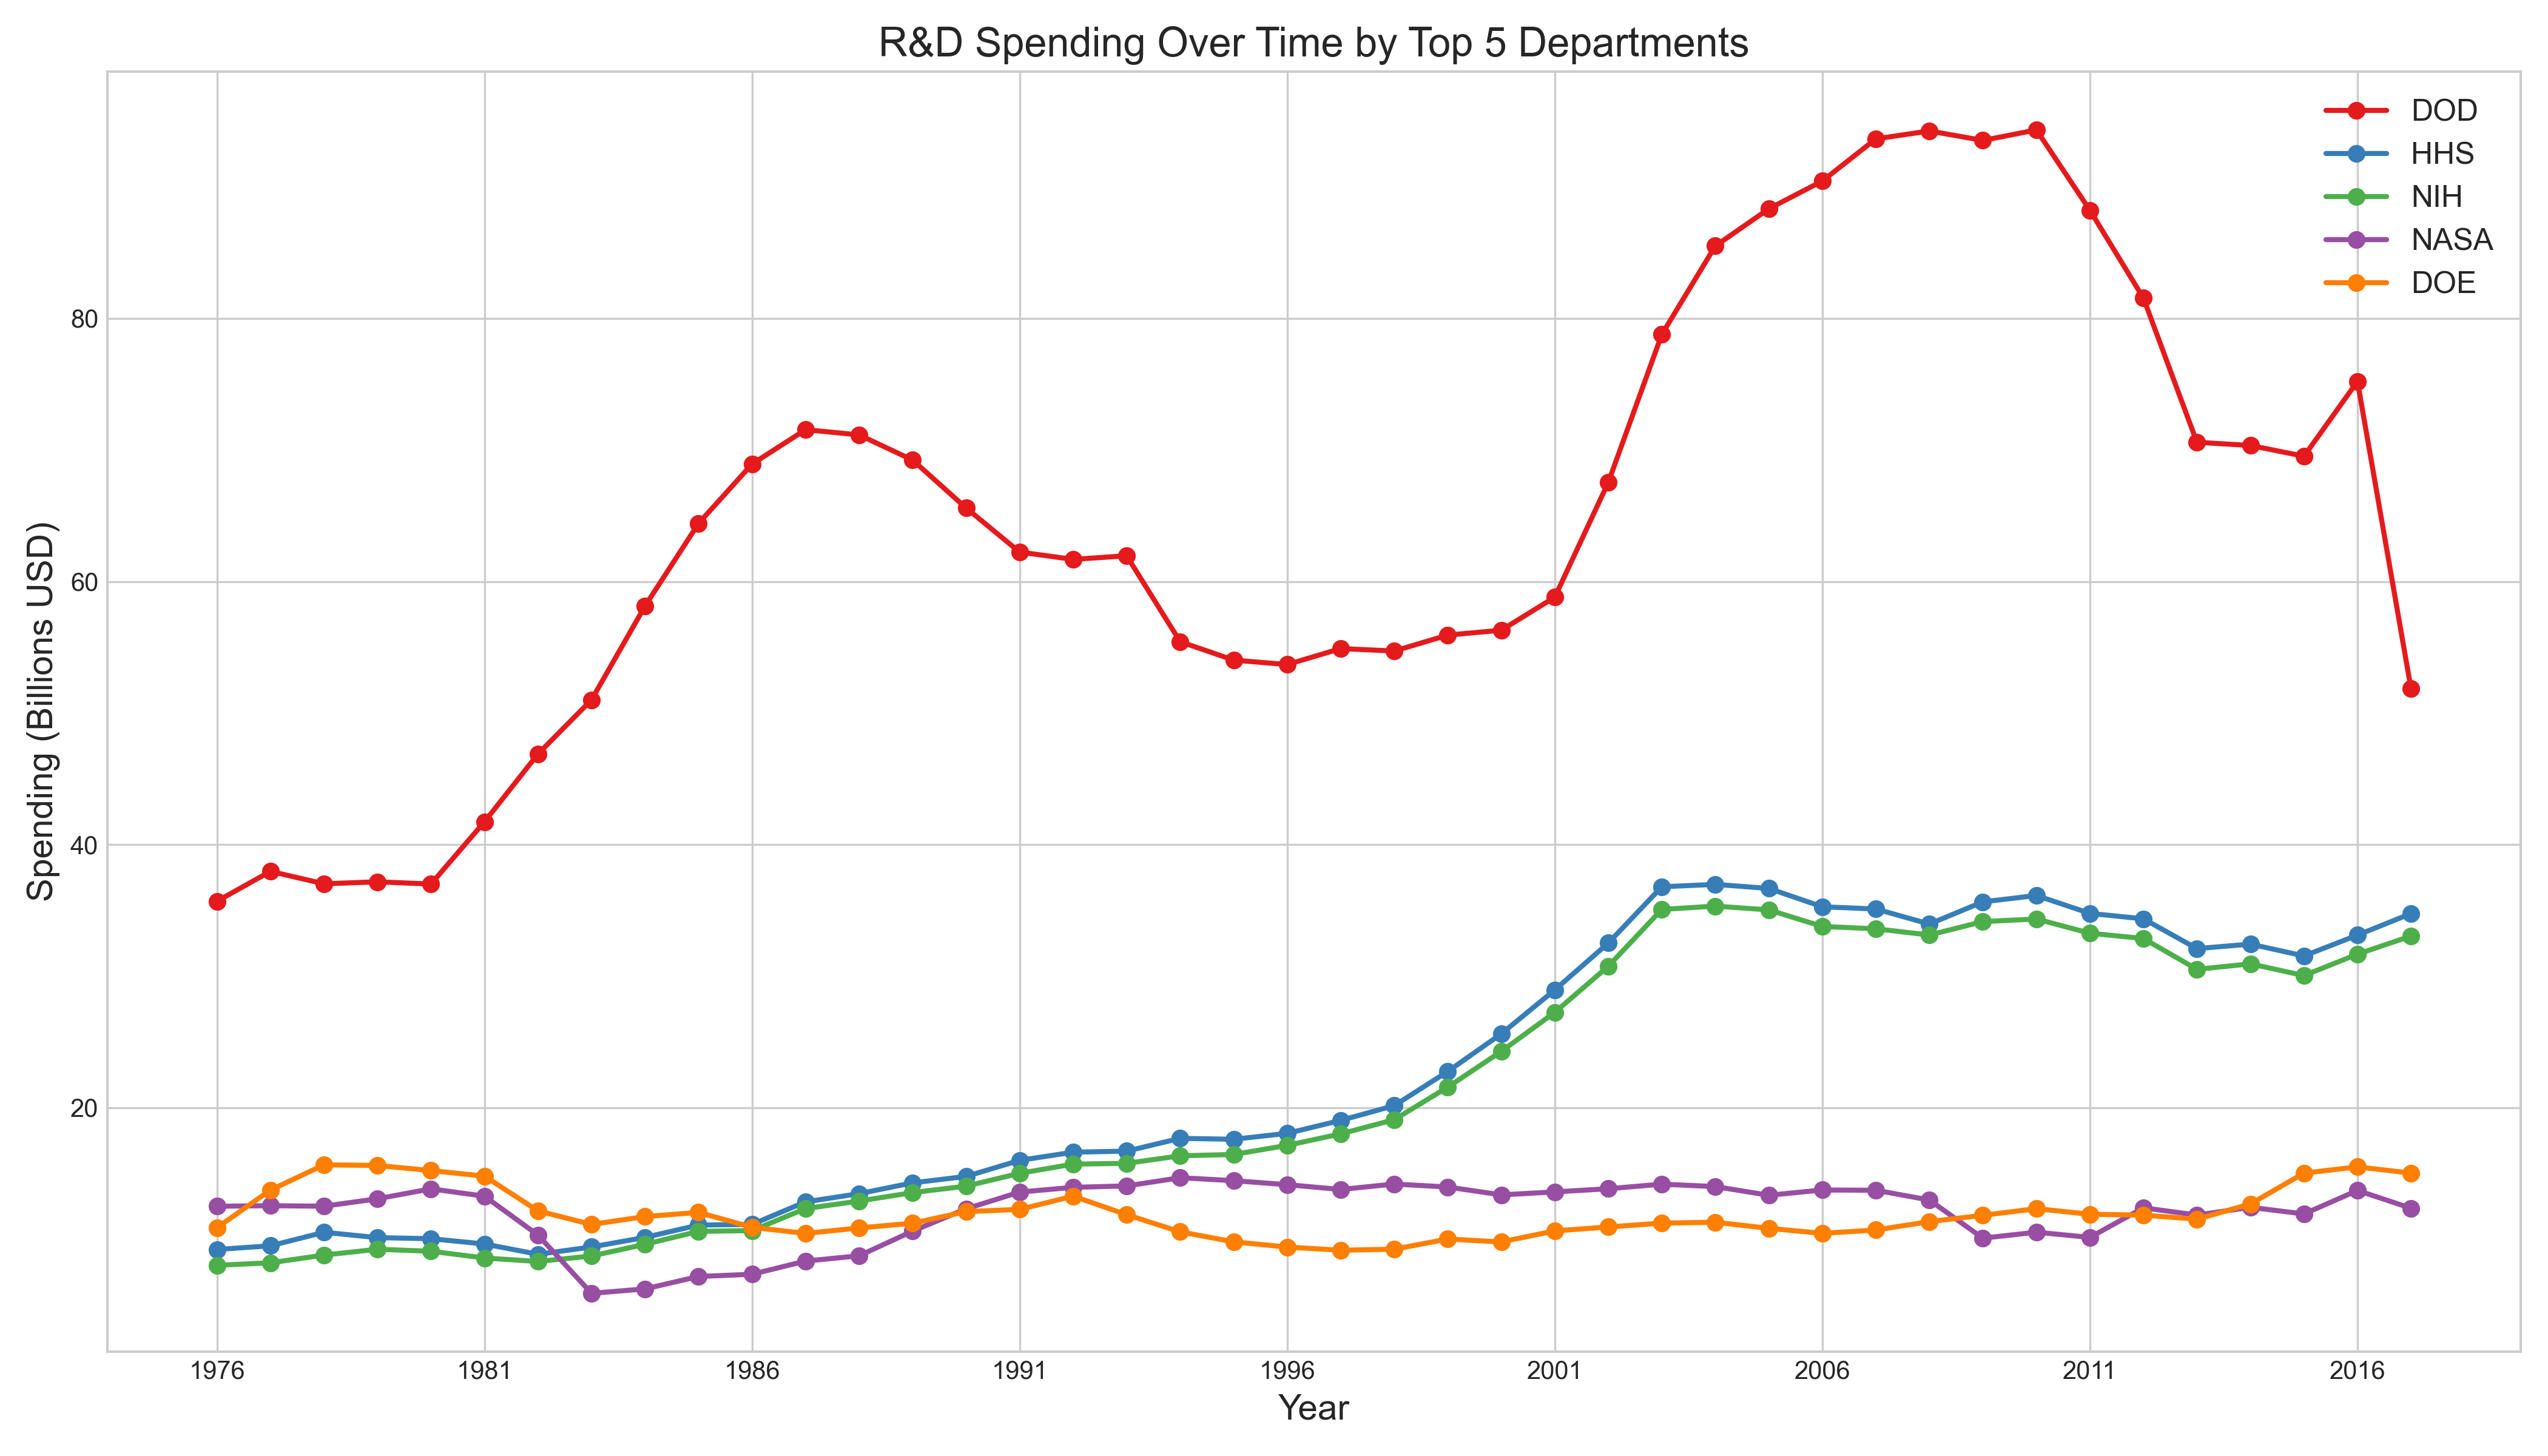 R&D Spending Over Time by Top 5 Departments
DOD
HHS
NIH
NASA
DOE
Spending (Billions USD)
80
60
40
20
1976 1981 1986 1991 1996 2001 2006 2011 2016
Year